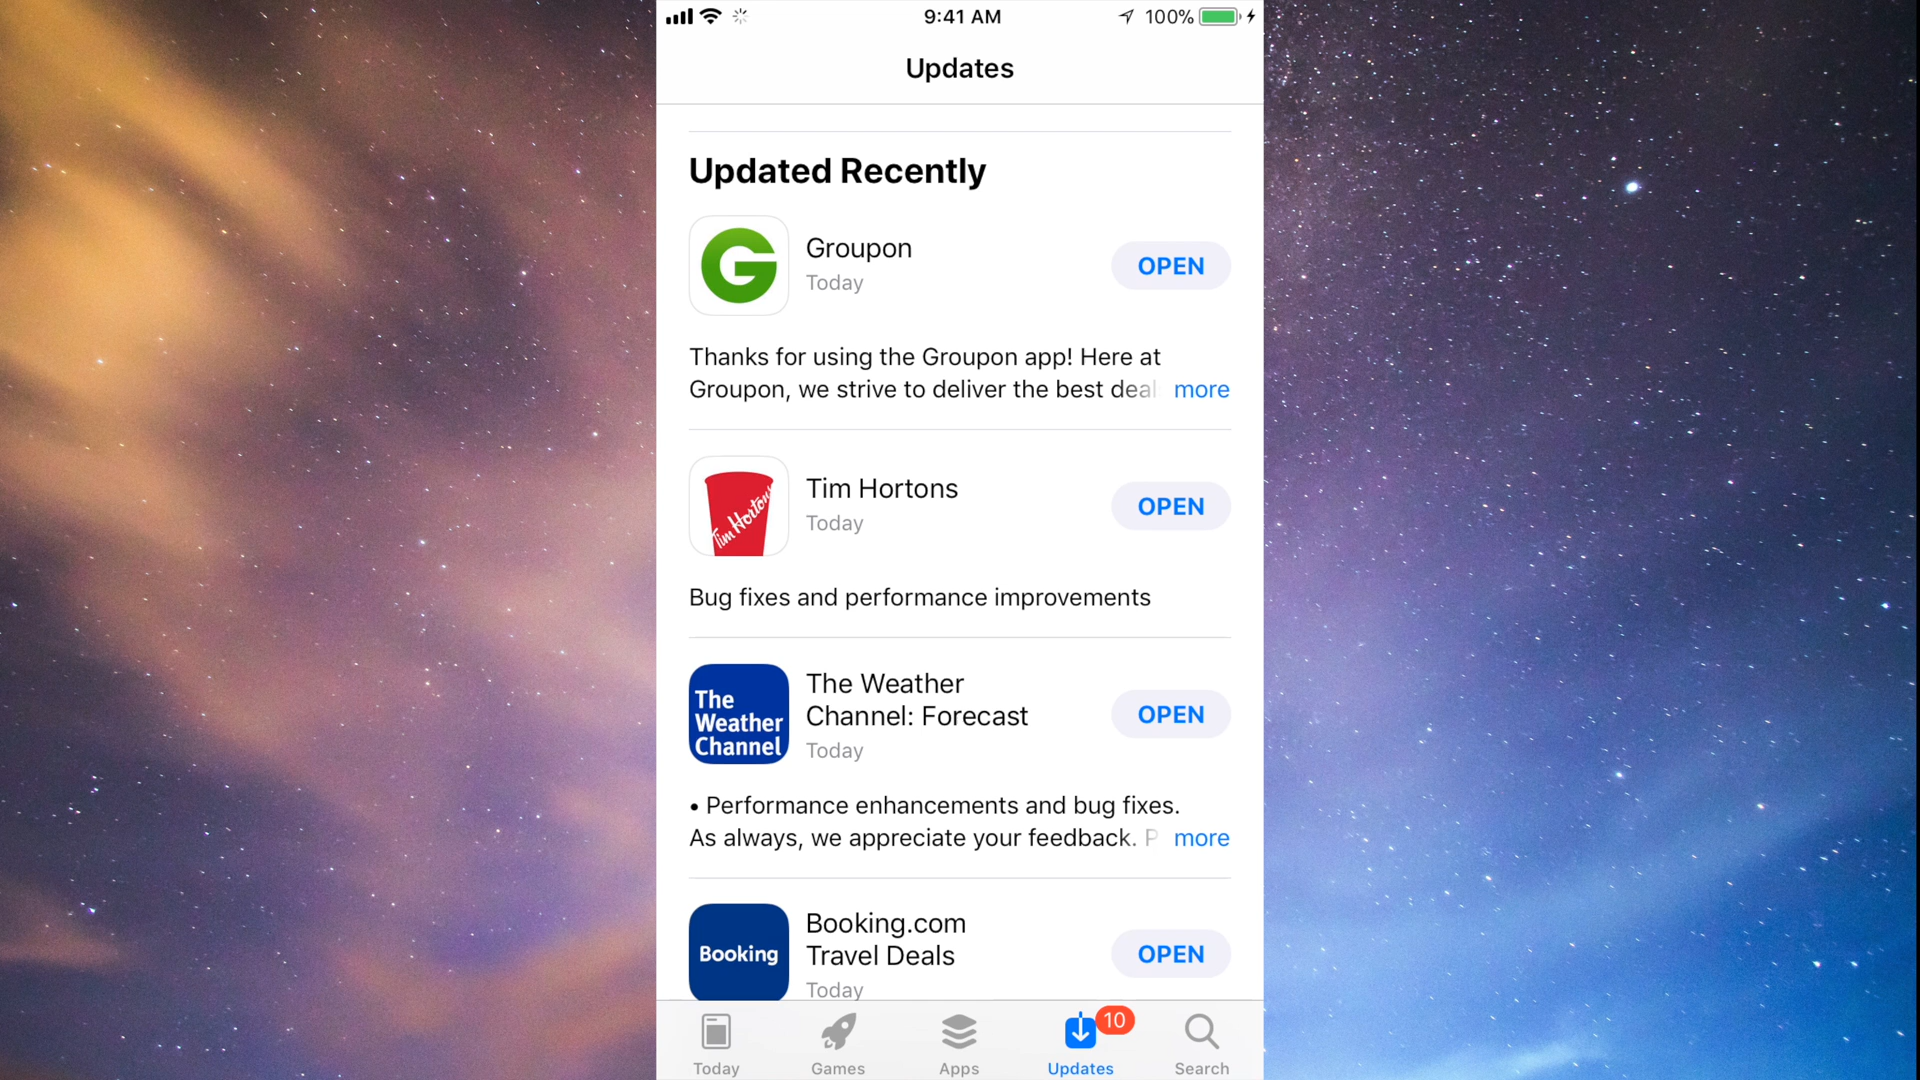 9:41 AM
100%
Updates
Updated Recently
Groupon
Today
OPEN
Thanks for using the Groupon app! Here at
Groupon, we strive to deliver the best deal more
Tim Hortons
Tim Hortons
Today
OPEN
Bug fixes and performance improvements
The
Weather
Channel
The Weather
Channel: Forecast
Today
OPEN
• Performance enhancements and bug fixes.
As always, we appreciate your feedback. P more
Booking
Booking.com
Travel Deals
Today
OPEN
10
Today
Games
Apps
Updates
Search